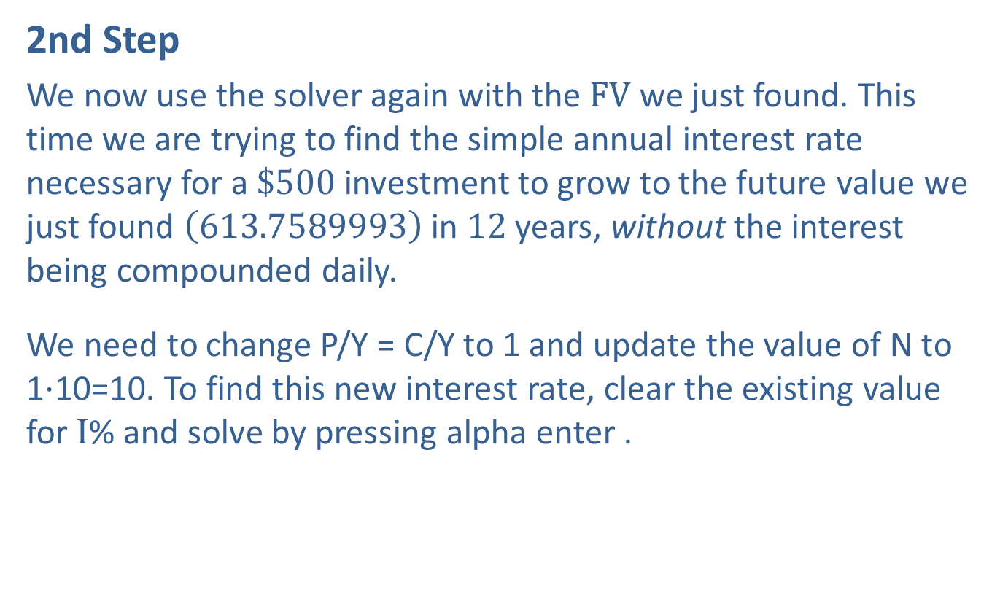 2nd Step
We now use the solver again with the FV we just found. This
time we are trying to find the simple annual interest rate
necessary for a $500 investment to grow to the future value we
just found (613.7589993) in 12 years, without the interest
being compounded daily.
We need to change P/Y = C/Y to 1 and update the value of N to
1·10=10. To find this new interest rate, clear the existing value
for I% and solve by pressing alpha enter .